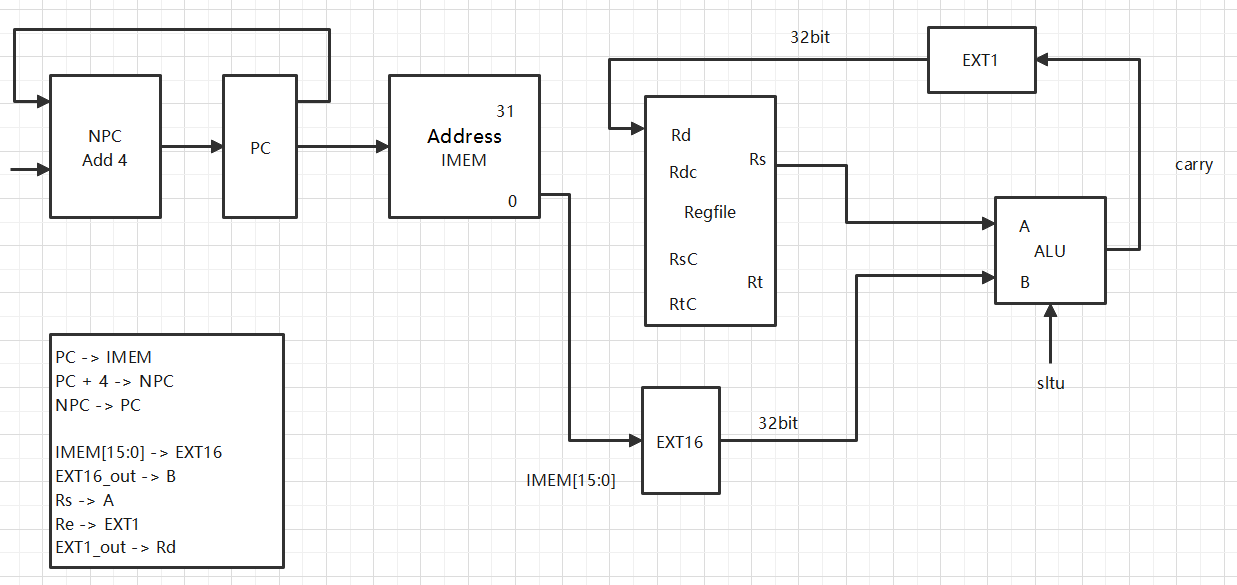 NPC
Add 4
PC
31
Address
IMEM
0
32bit
EXT1
Rd
Rs
Rdc
Regfile
RsC
Rt
RtC
carry
A
ALU
B
sltu
EXT16
32bit
IMEM[15:0]
PC -> IMEM
PC + 4 -> NPC
NPC -> PC
IMEM[15:0] -> EXT16
EXT16_out -> B
Rs -> A
Re -> EXT1
EXT1_out -> Rd